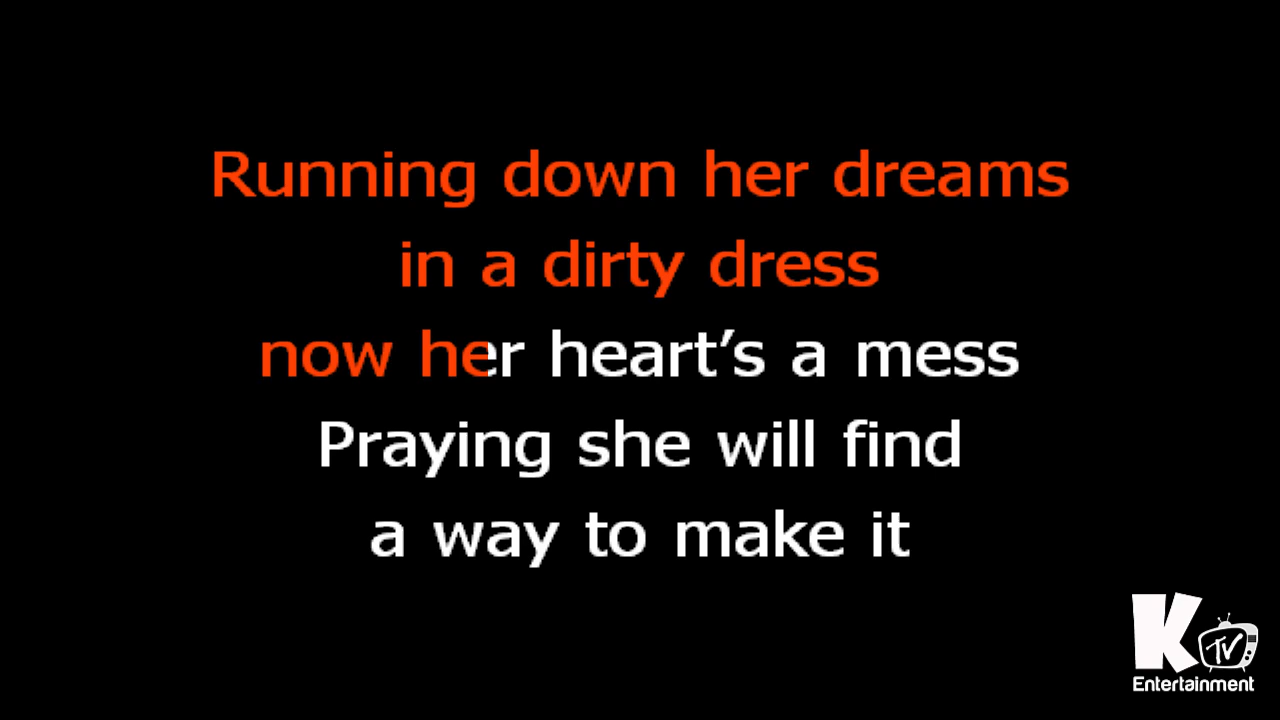 Running down her dreams
in a dirty dress
now her heart's a mess
Praying she will find
a way to make it
K TV
Entertainment